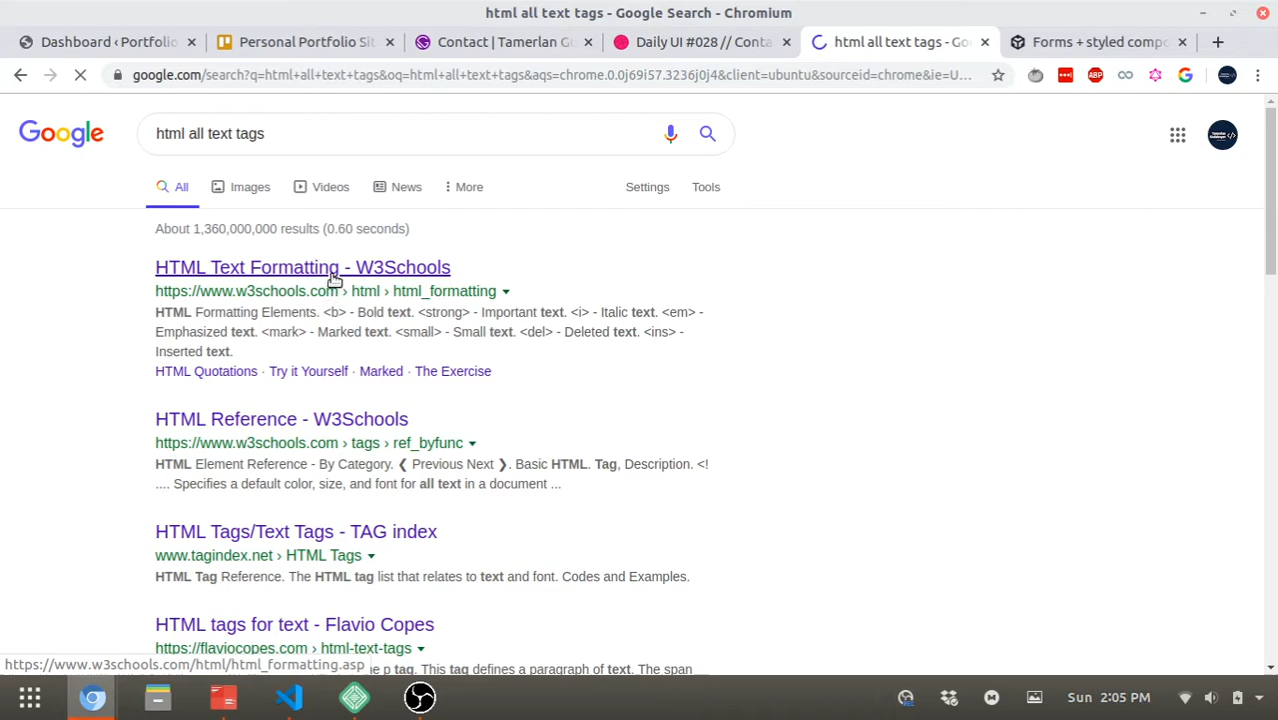 html all text tags - Google Search - Chromium
Dashboard ‹ Portfolio
Personal Portfolio Sit
Contact | Tamerlan Gu
Daily UI #028 // Conta
html all text tags - Go
Forms + styled compo
google.com/search?q=html+all+text+tags&oq=html+all+text+tags&aqs=chrome.0.0j69i57.3236j0j4&client=ubuntu&sourceid=chrome&ie=U...
ABP
Google
html all text tags
All
Images
Videos
News
More
Settings
Tools
About 1,360,000,000 results (0.60 seconds)
HTML Text Formatting - W3Schools
https://www.w3schools.com › html › html_formatting
HTML Formatting Elements. <b> - Bold text. <strong> - Important text. <i> - Italic text. <em> -
Emphasized text. <mark> - Marked text. <small> - Small text. <del> - Deleted text. <ins> -
Inserted text.
HTML Quotations · Try it Yourself · Marked · The Exercise
HTML Reference - W3Schools
https://www.w3schools.com › tags › ref_byfunc
HTML Element Reference - By Category. ❮ Previous Next ❯. Basic HTML. Tag, Description. <!
.... Specifies a default color, size, and font for all text in a document ...
HTML Tags/Text Tags - TAG index
www.tagindex.net › HTML Tags
HTML Tag Reference. The HTML tag list that relates to text and font. Codes and Examples.
HTML tags for text - Flavio Copes
https://flaviocopes.com › html-text-tags
https://www.w3schools.com/html/html_formatting.asp
he p tag. This tag defines a paragraph of text. The span
Sun 2:05 PM